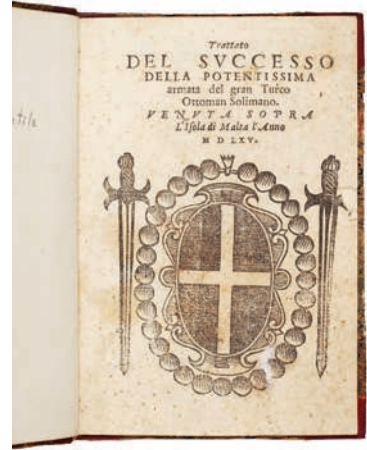 Trattato
DEL SVCCESSO
DELLA POTENTISSIMA
armata del gran Turco
Ottoman Solimano.
VENVTA SOPRA
L'Isola di Malta l'Anno
M D LXV.